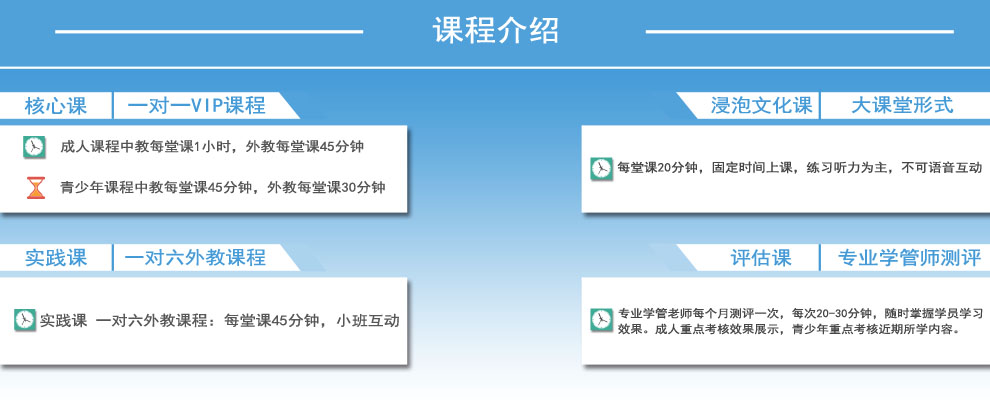 课程介绍
核心课 一对一VIP课程
成人课程中教每堂课1小时，外教每堂课45分钟
青少年课程中教每堂课45分钟，外教每堂课30分钟
浸泡文化课 大课堂形式
每堂课20分钟，固定时间上课，练习听力为主，不可语音互动
实践课 一对六外教课程
实践课 一对六外教课程：每堂课45分钟，小班互动
评估课 专业学管师测评
专业学管老师每个月测评一次，每次20-30分钟，随时掌握学员学习
效果。成人重点考核效果展示，青少年重点考核近期所学内容。